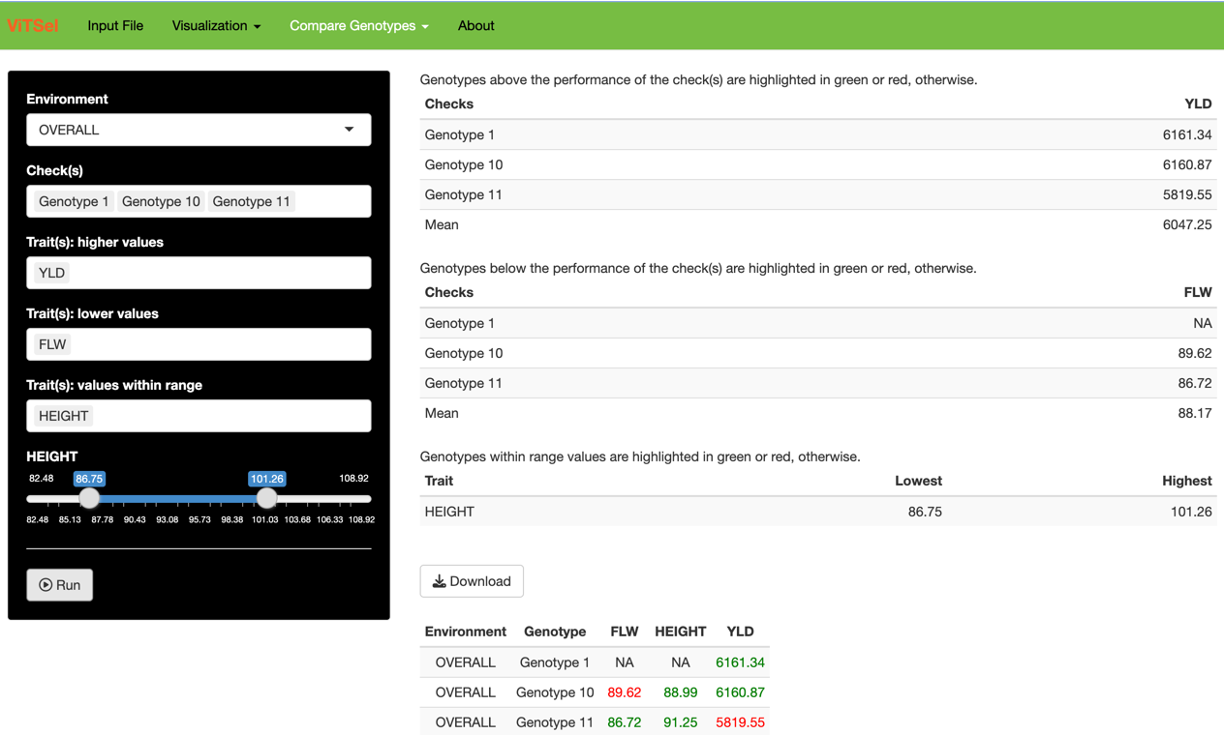 ViTSel Input File Visualization Compare Genotypes About
Environment
OVERALL
Check(s)
Genotype 1 Genotype 10 Genotype 11
Trait(s): higher values
YLD
Trait(s): lower values
FLW
Trait(s): values within range
HEIGHT
HEIGHT
82.48 86.75 101.26 108.92
82.48 85.13 87.78 90.43 93.08 95.73 98.38 101.03 103.68 106.33 108.92
Run
Genotypes above the performance of the check(s) are highlighted in green or red, otherwise.
Checks YLD
Genotype 1 6161.34
Genotype 10 6160.87
Genotype 11 5819.55
Mean 6047.25
Genotypes below the performance of the check(s) are highlighted in green or red, otherwise.
Checks FLW
Genotype 1 NA
Genotype 10 89.62
Genotype 11 86.72
Mean 88.17
Genotypes within range values are highlighted in green or red, otherwise.
Trait Lowest Highest
HEIGHT 86.75 101.26
Download
Environment Genotype FLW HEIGHT YLD
OVERALL Genotype 1 NA NA 6161.34
OVERALL Genotype 10 89.62 88.99 6160.87
OVERALL Genotype 11 86.72 91.25 5819.55